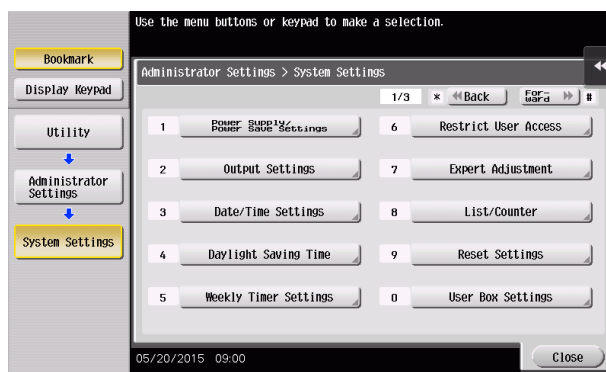 Use the menu buttons or keypad to make a selection.
Bookmark
Display Keypad
Utility
Administrator
Settings
System Settings
Administrator Settings > System Settings
1/3 * Back For-
ward #
1 Power Supply/
Power Save Settings
6 Restrict User Access
2 Output Settings
7 Expert Adjustment
3 Date/Time Settings
8 List/Counter
4 Daylight Saving Time
9 Reset Settings
5 Weekly Timer Settings
0 User Box Settings
05/20/2015 09:00
Close